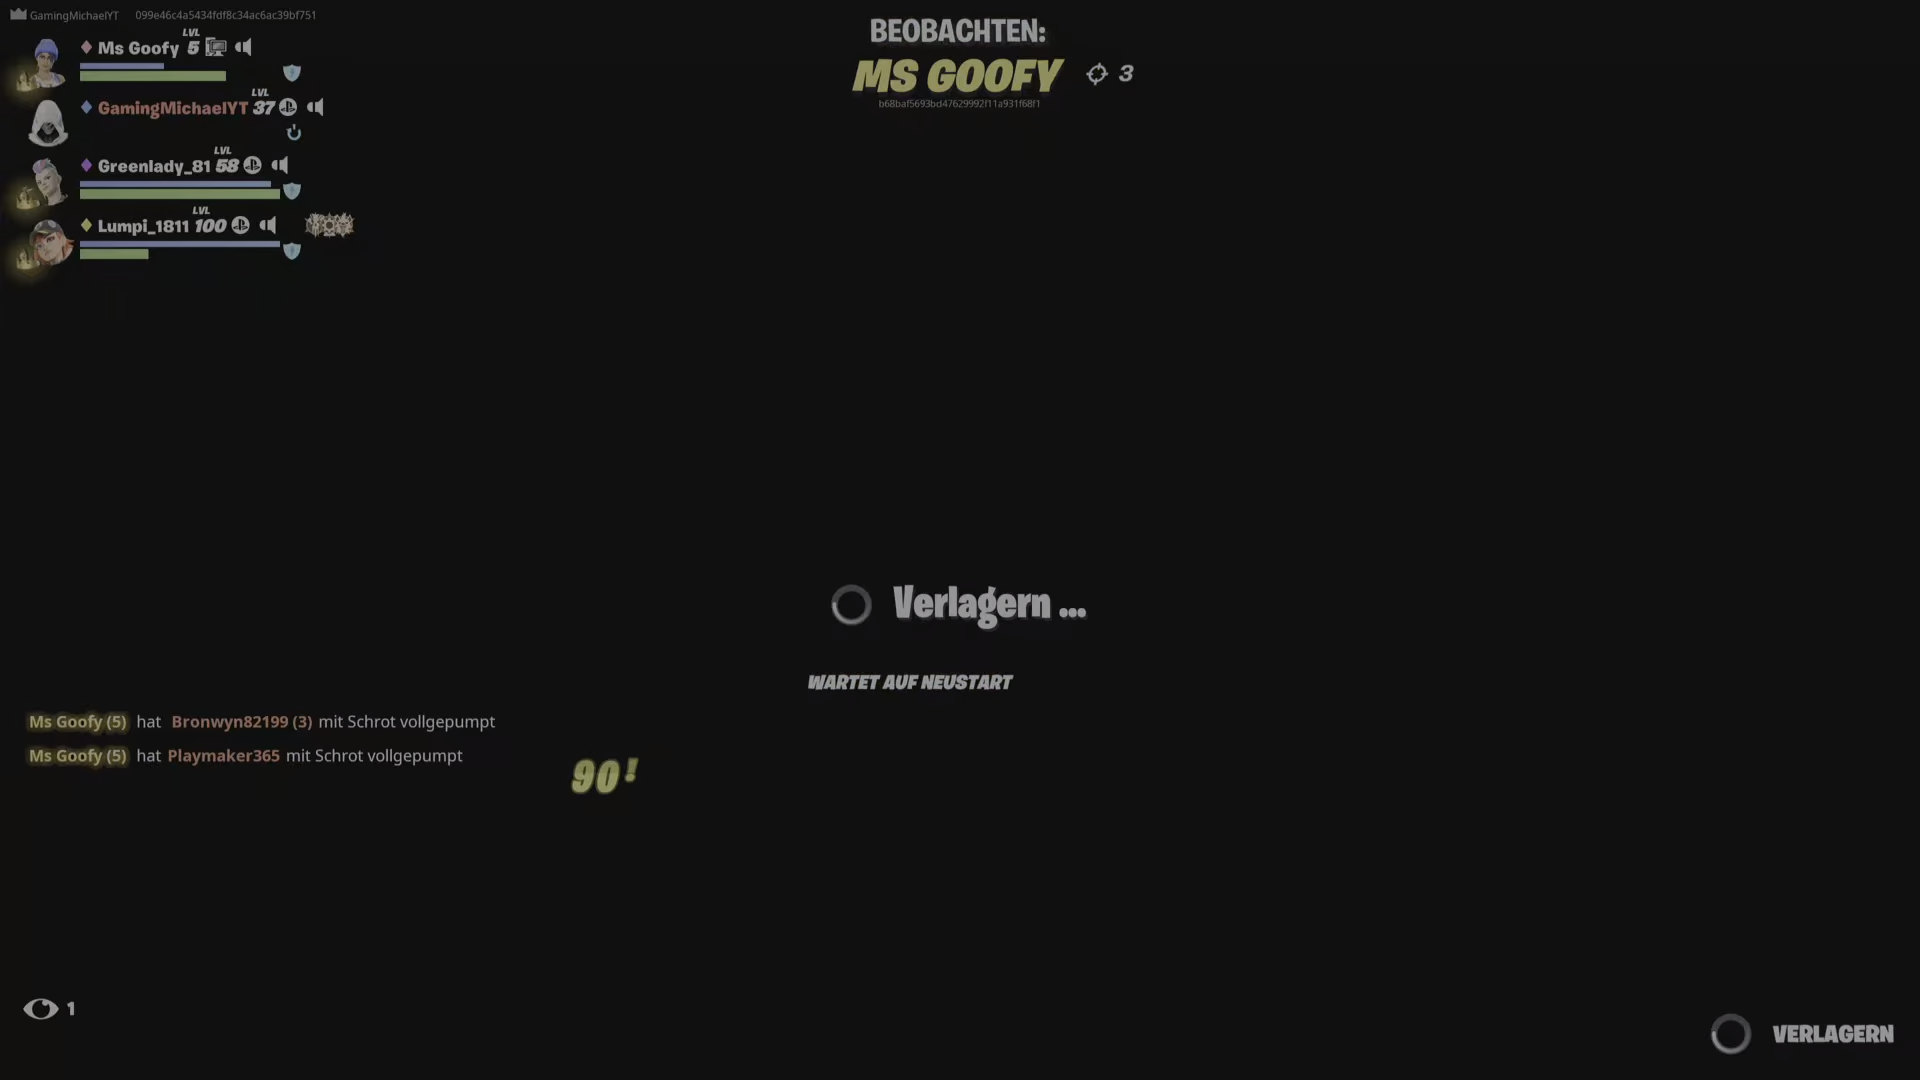 GamingMichaelYT 099e46c4a5434fdf8c34ac6ac39bf751
LVL
Ms Goofy 5
LVL
GamingMichaelYT 37
LVL
Greenlady_81 58
LVL
Lumpi_1811 100
BEOBACHTEN:
MS GOOFY 3
b68baf5693bd47629992f11a931f68f1
Verlagern ...
WARTET AUF NEUSTART
Ms Goofy (5) hat Bronwyn82199 (3) mit Schrot vollgepumpt
Ms Goofy (5) hat Playmaker365 mit Schrot vollgepumpt
90!
1
VERLAGERN